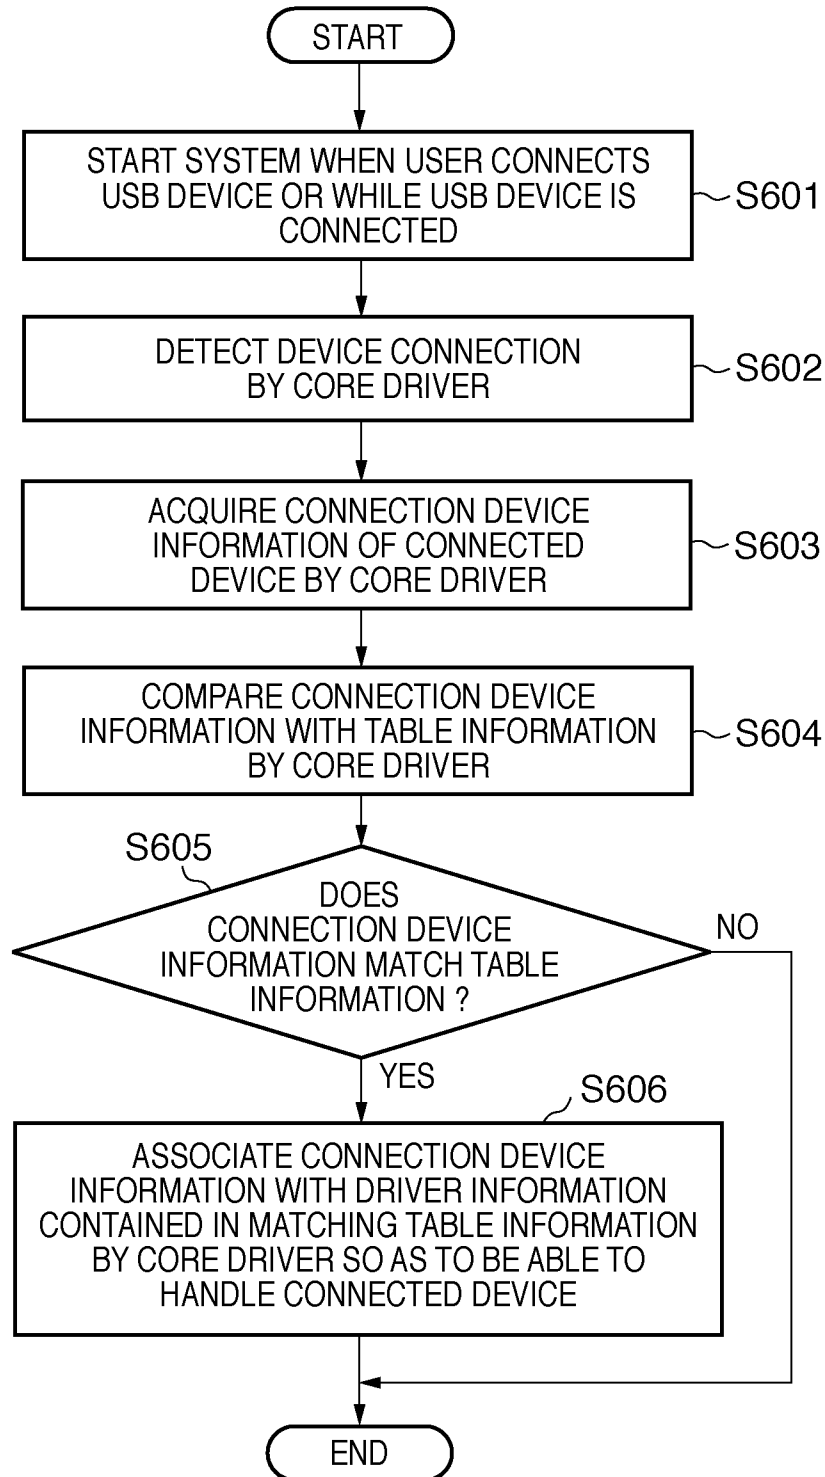 START
START SYSTEM WHEN USER CONNECTS
USB DEVICE OR WHILE USB DEVICE IS
CONNECTED
S601
DETECT DEVICE CONNECTION
BY CORE DRIVER
S602
ACQUIRE CONNECTION DEVICE
INFORMATION OF CONNECTED
DEVICE BY CORE DRIVER
S603
COMPARE CONNECTION DEVICE
INFORMATION WITH TABLE INFORMATION
BY CORE DRIVER
S604
S605
DOES
CONNECTION DEVICE
INFORMATION MATCH TABLE
INFORMATION ?
NO
YES
S606
ASSOCIATE CONNECTION DEVICE
INFORMATION WITH DRIVER INFORMATION
CONTAINED IN MATCHING TABLE INFORMATION
BY CORE DRIVER SO AS TO BE ABLE TO
HANDLE CONNECTED DEVICE
END